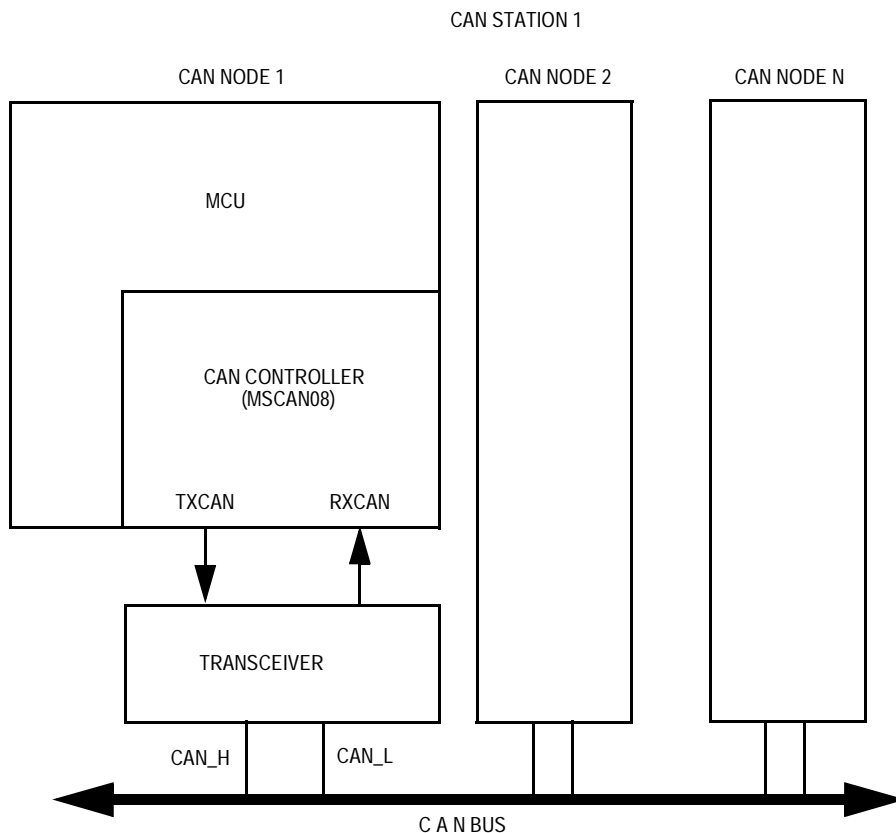 CAN STATION 1
CAN NODE 1
CAN NODE 2
CAN NODE N
MCU
CAN CONTROLLER
(MSCAN08)
TXCAN
RXCAN
TRANSCEIVER
CAN_H
CAN_L
C A N BUS